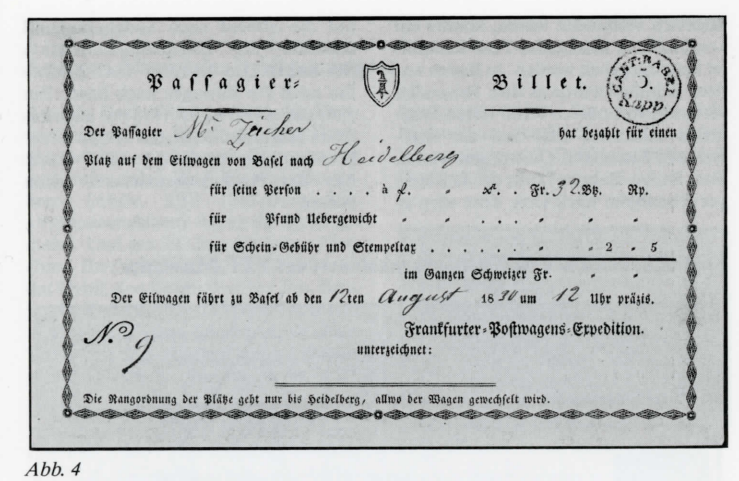 Passagier- Billet.
CANT: BASEL
5.
Rapp
Der Passagier Mr Zürcher hat bezahlt für einen
Platz auf dem Eilwagen von Basel nach Heidelberg
für seine Person . . . . à f. " xr. Fr. 32. Bz. Rp.
für Pfund Uebergewicht " " " " " "
für Schein-Gebühr und Stempeltax . . . . . . " " 2 " 5
im Ganzen Schweizer Fr. " "
Der Eilwagen fährt zu Basel ab den 12ten August 1830 um 12 Uhr präzis.
Frankfurter-Postwagens-Expedition.
No. 9
unterzeichnet:
Die Rangordnung der Plätze geht nur bis Heidelberg, allwo der Wagen gewechselt wird.
Abb. 4